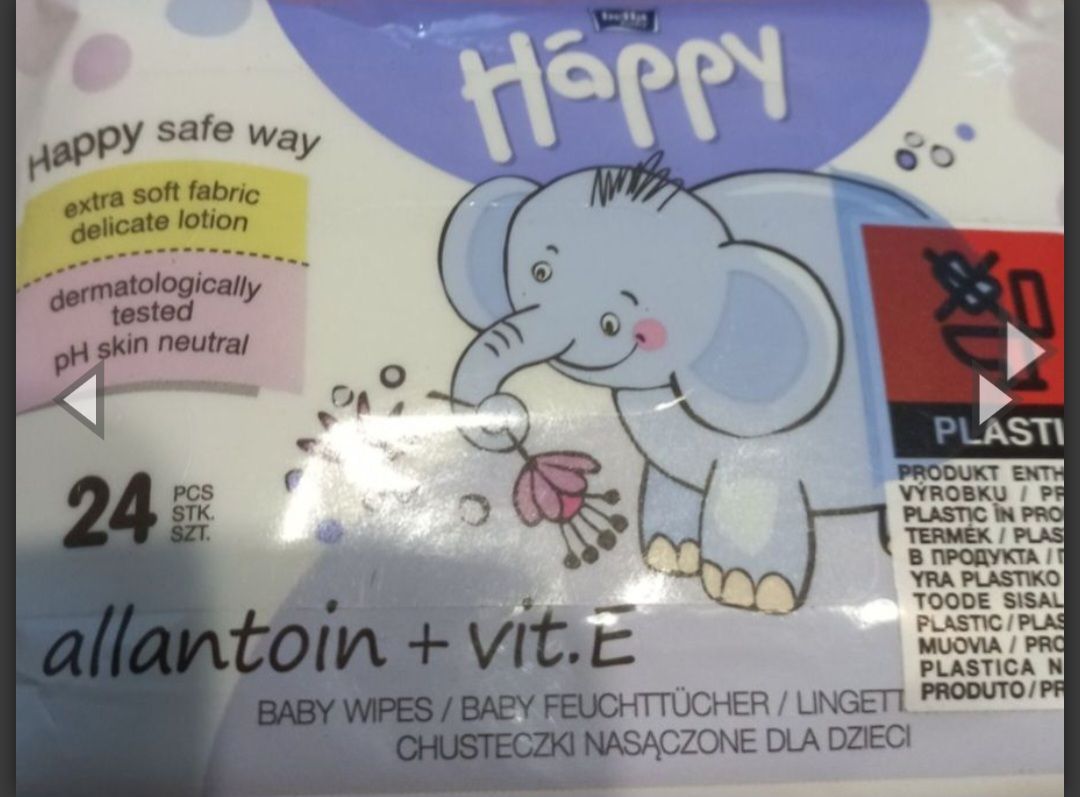 bella
Háppy
Happy safe way
extra soft fabric
delicate lotion
dermatologically
tested
pH skin neutral
24
PCS
STK.
SZT.
allantoin + vit.E
BABY WIPES / BABY FEUCHTTÜCHER / LINGETT
CHUSTECZKI NASĄCZONE DLA DZIECI
PLASTI
PRODUKT ENTH
VÝROBKU / PR
PLASTIC ÎN PRO
TERMÉK / PLAS
В ПРОДУКТА / П
YRA PLASTIKO
TOODE SISAL
PLASTIC / PLAS
MUOVIA / PRO
PLASTICA N
PRODUTO / PR